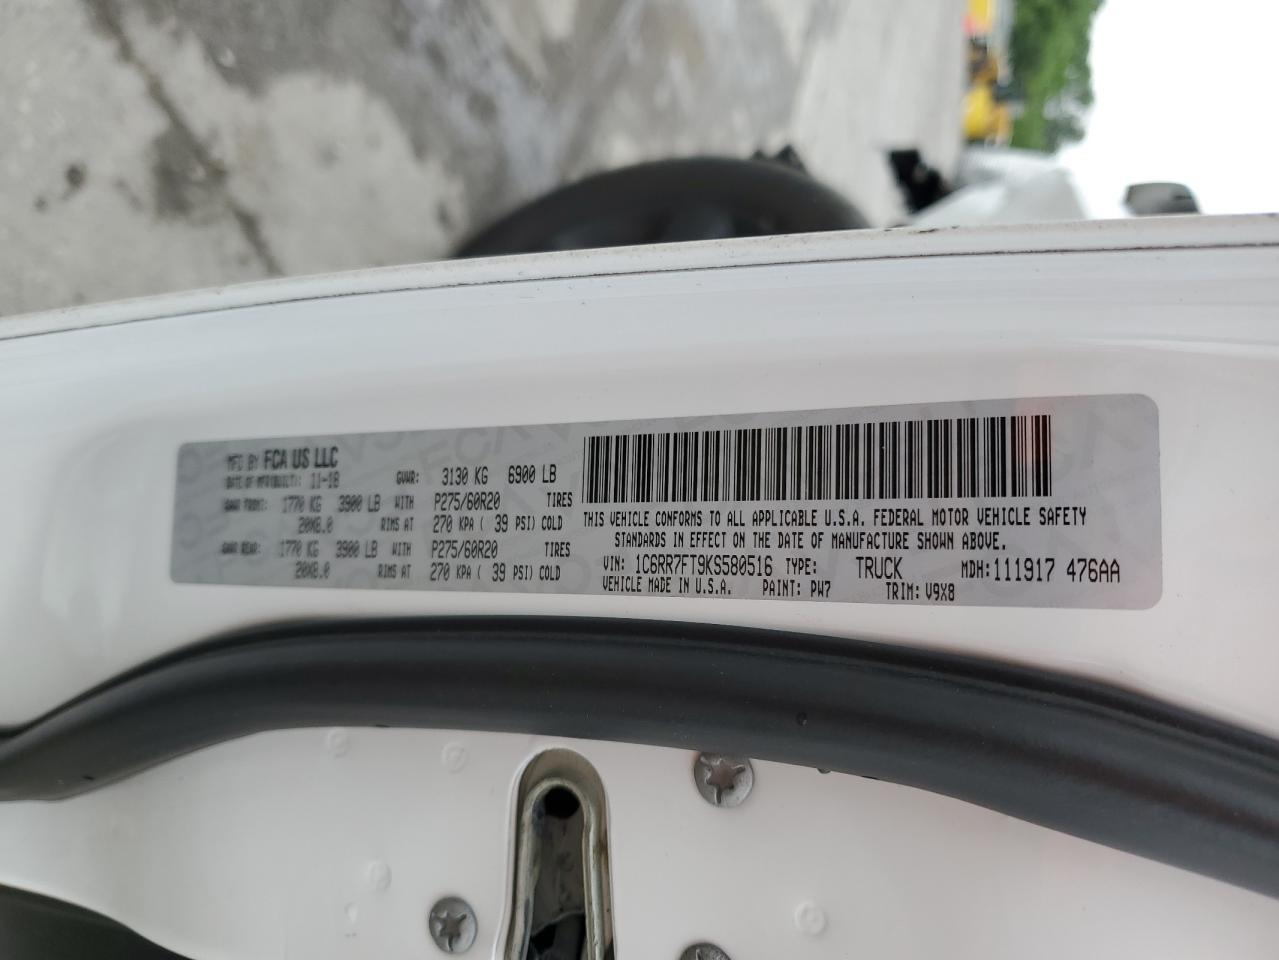 MFD BY FCA US LLC
DATE OF MFR(BUILT): 11-18 GVWR: 3130 KG 6900 LB
GAWR FRONT: 1770 KG 3900 LB WITH P275/60R20 TIRES
20X8.0 RIMS AT 270 KPA ( 39 PSI) COLD
GAWR REAR: 1770 KG 3900 LB WITH P275/60R20 TIRES
20X8.0 RIMS AT 270 KPA ( 39 PSI) COLD
THIS VEHICLE CONFORMS TO ALL APPLICABLE U.S.A. FEDERAL MOTOR VEHICLE SAFETY
STANDARDS IN EFFECT ON THE DATE OF MANUFACTURE SHOWN ABOVE.
VIN: 1C6RR7FT9KS580516 TYPE: TRUCK MDH:111917 476AA
VEHICLE MADE IN U.S.A. PAINT: PW7 TRIM: V9X8